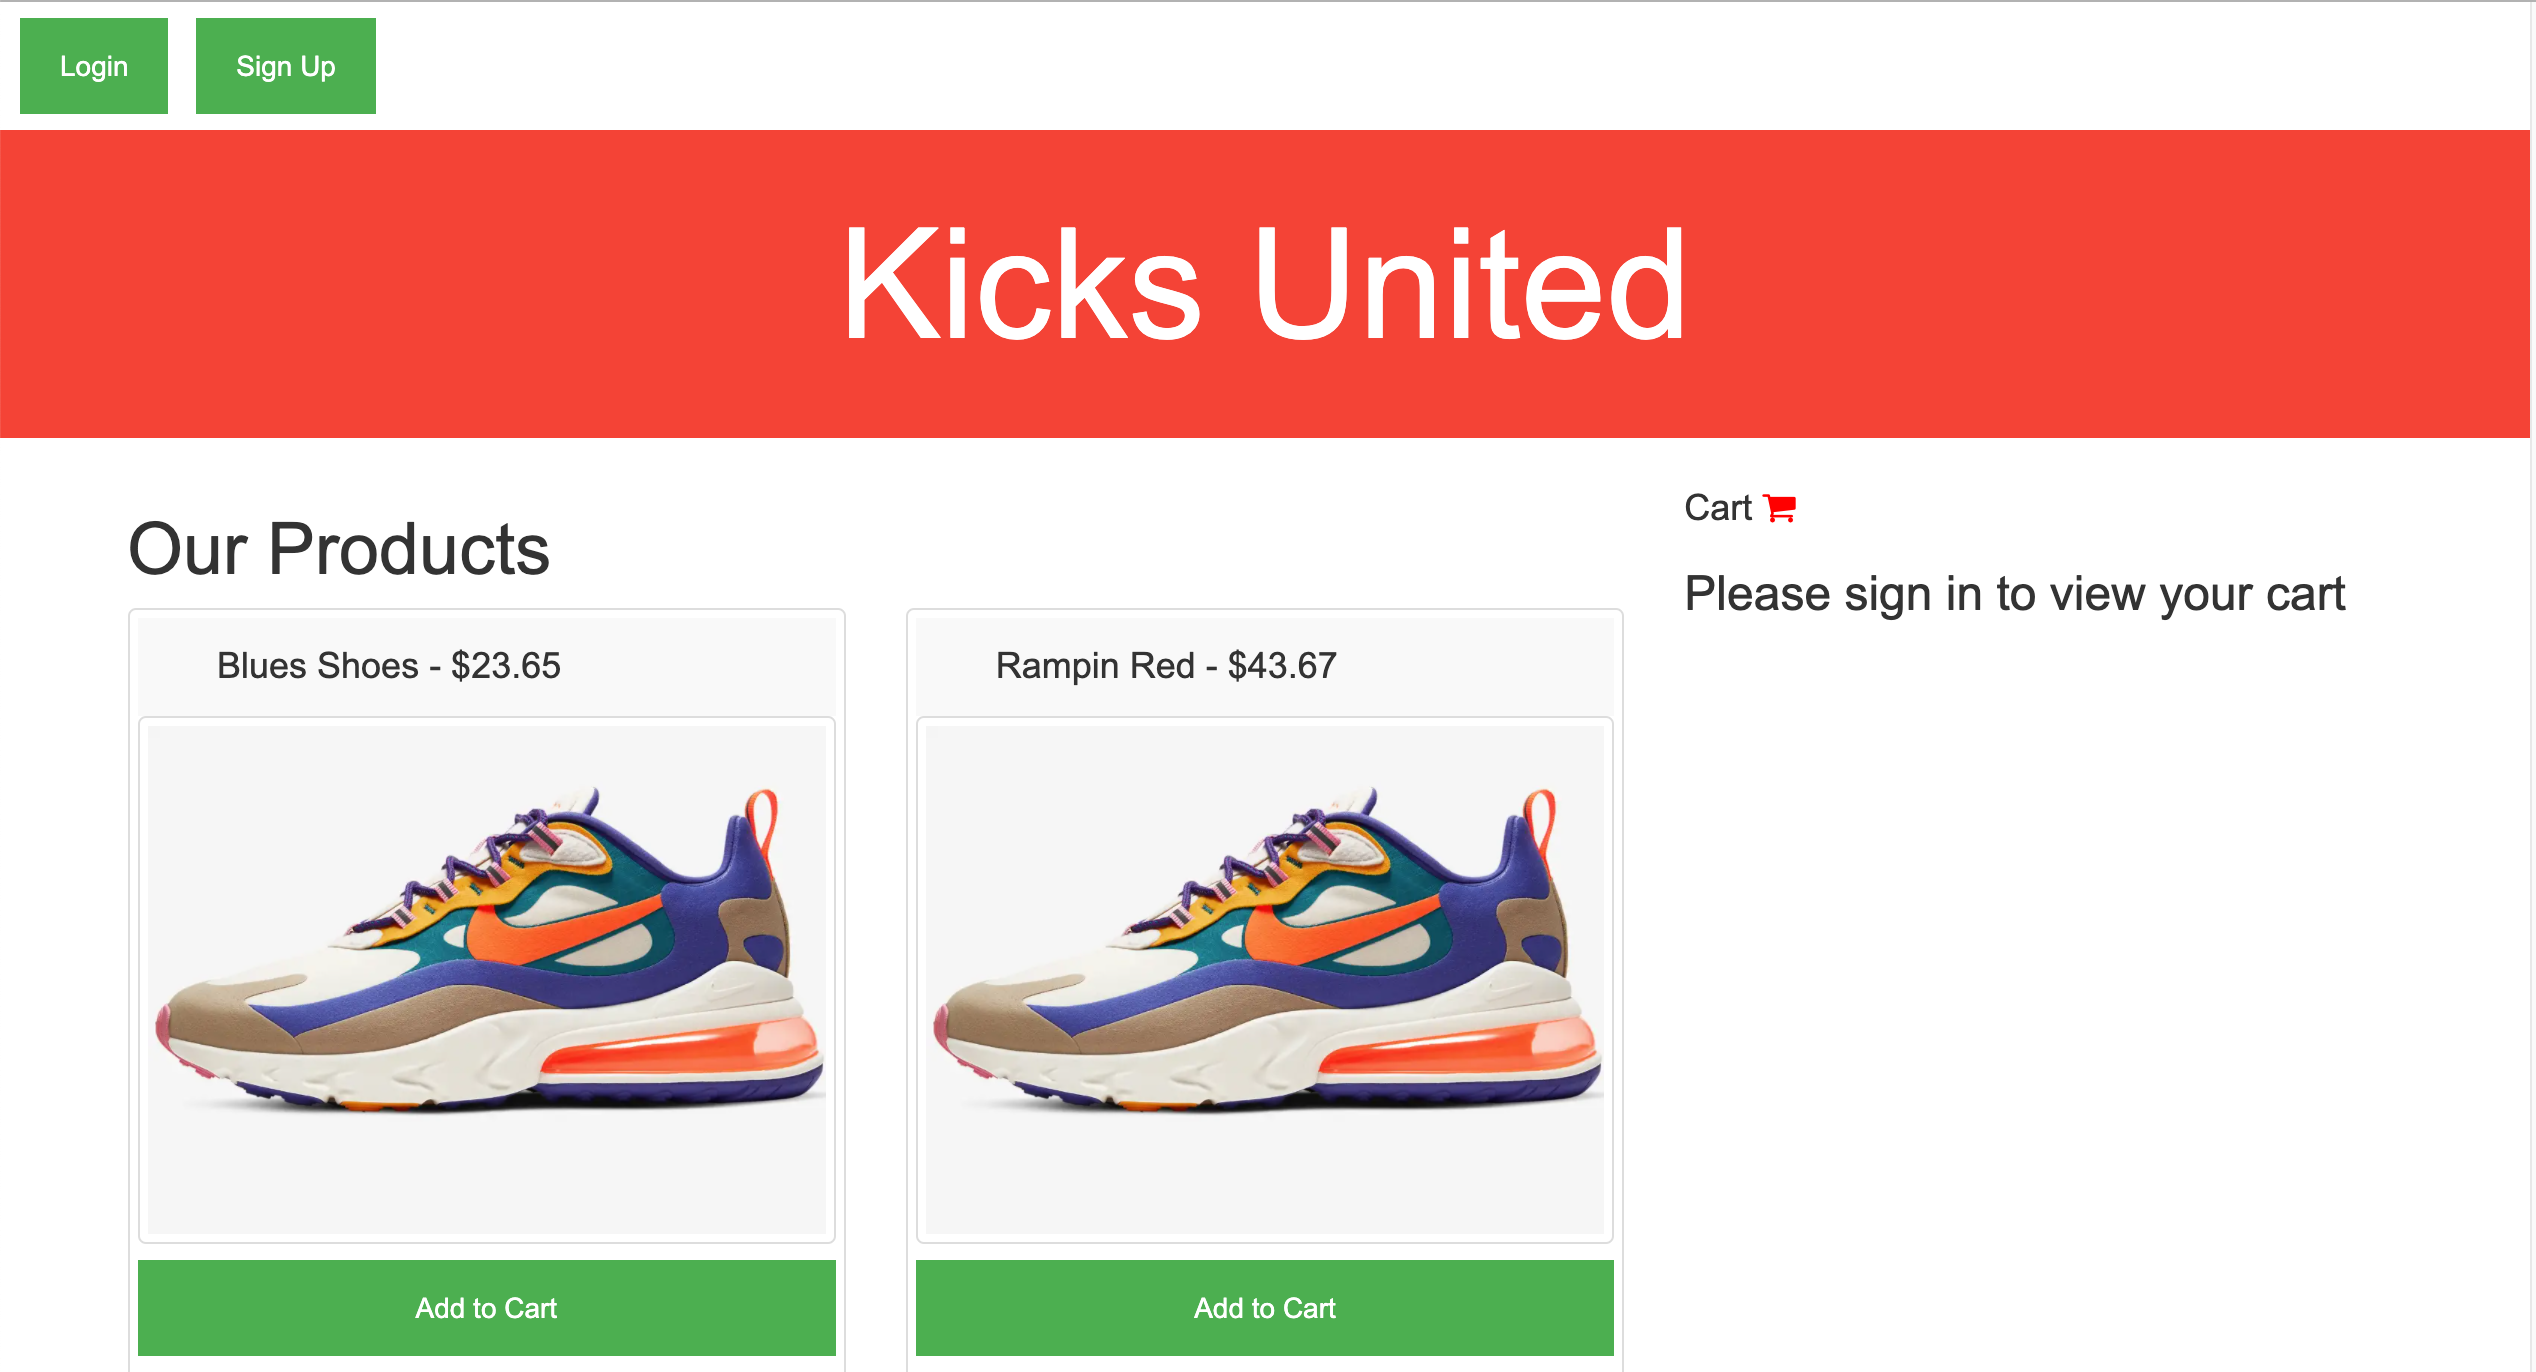 Login
Sign Up
Kicks United
Our Products
Cart
Please sign in to view your cart
Blues Shoes - $23.65
Rampin Red - $43.67
Add to Cart
Add to Cart